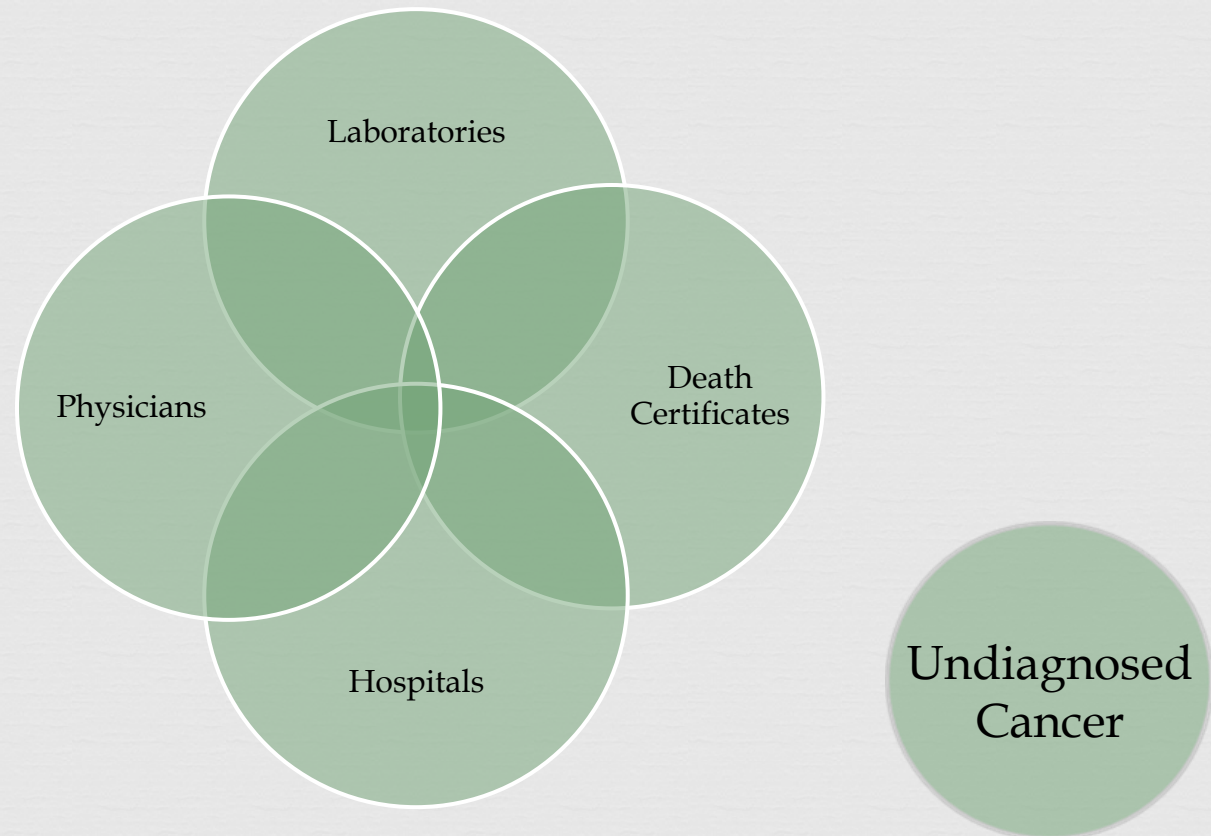 Laboratories
Physicians
Death
Certificates
Hospitals
Undiagnosed
Cancer